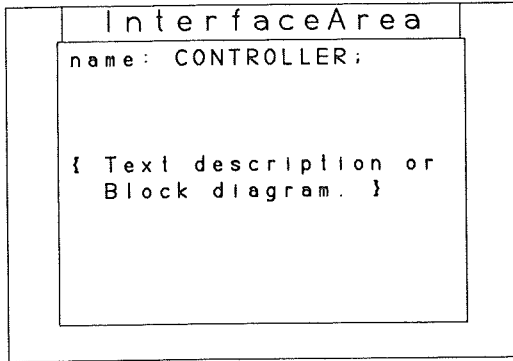 InterfaceArea
name: CONTROLLER;
{ Text description or
Block diagram. }